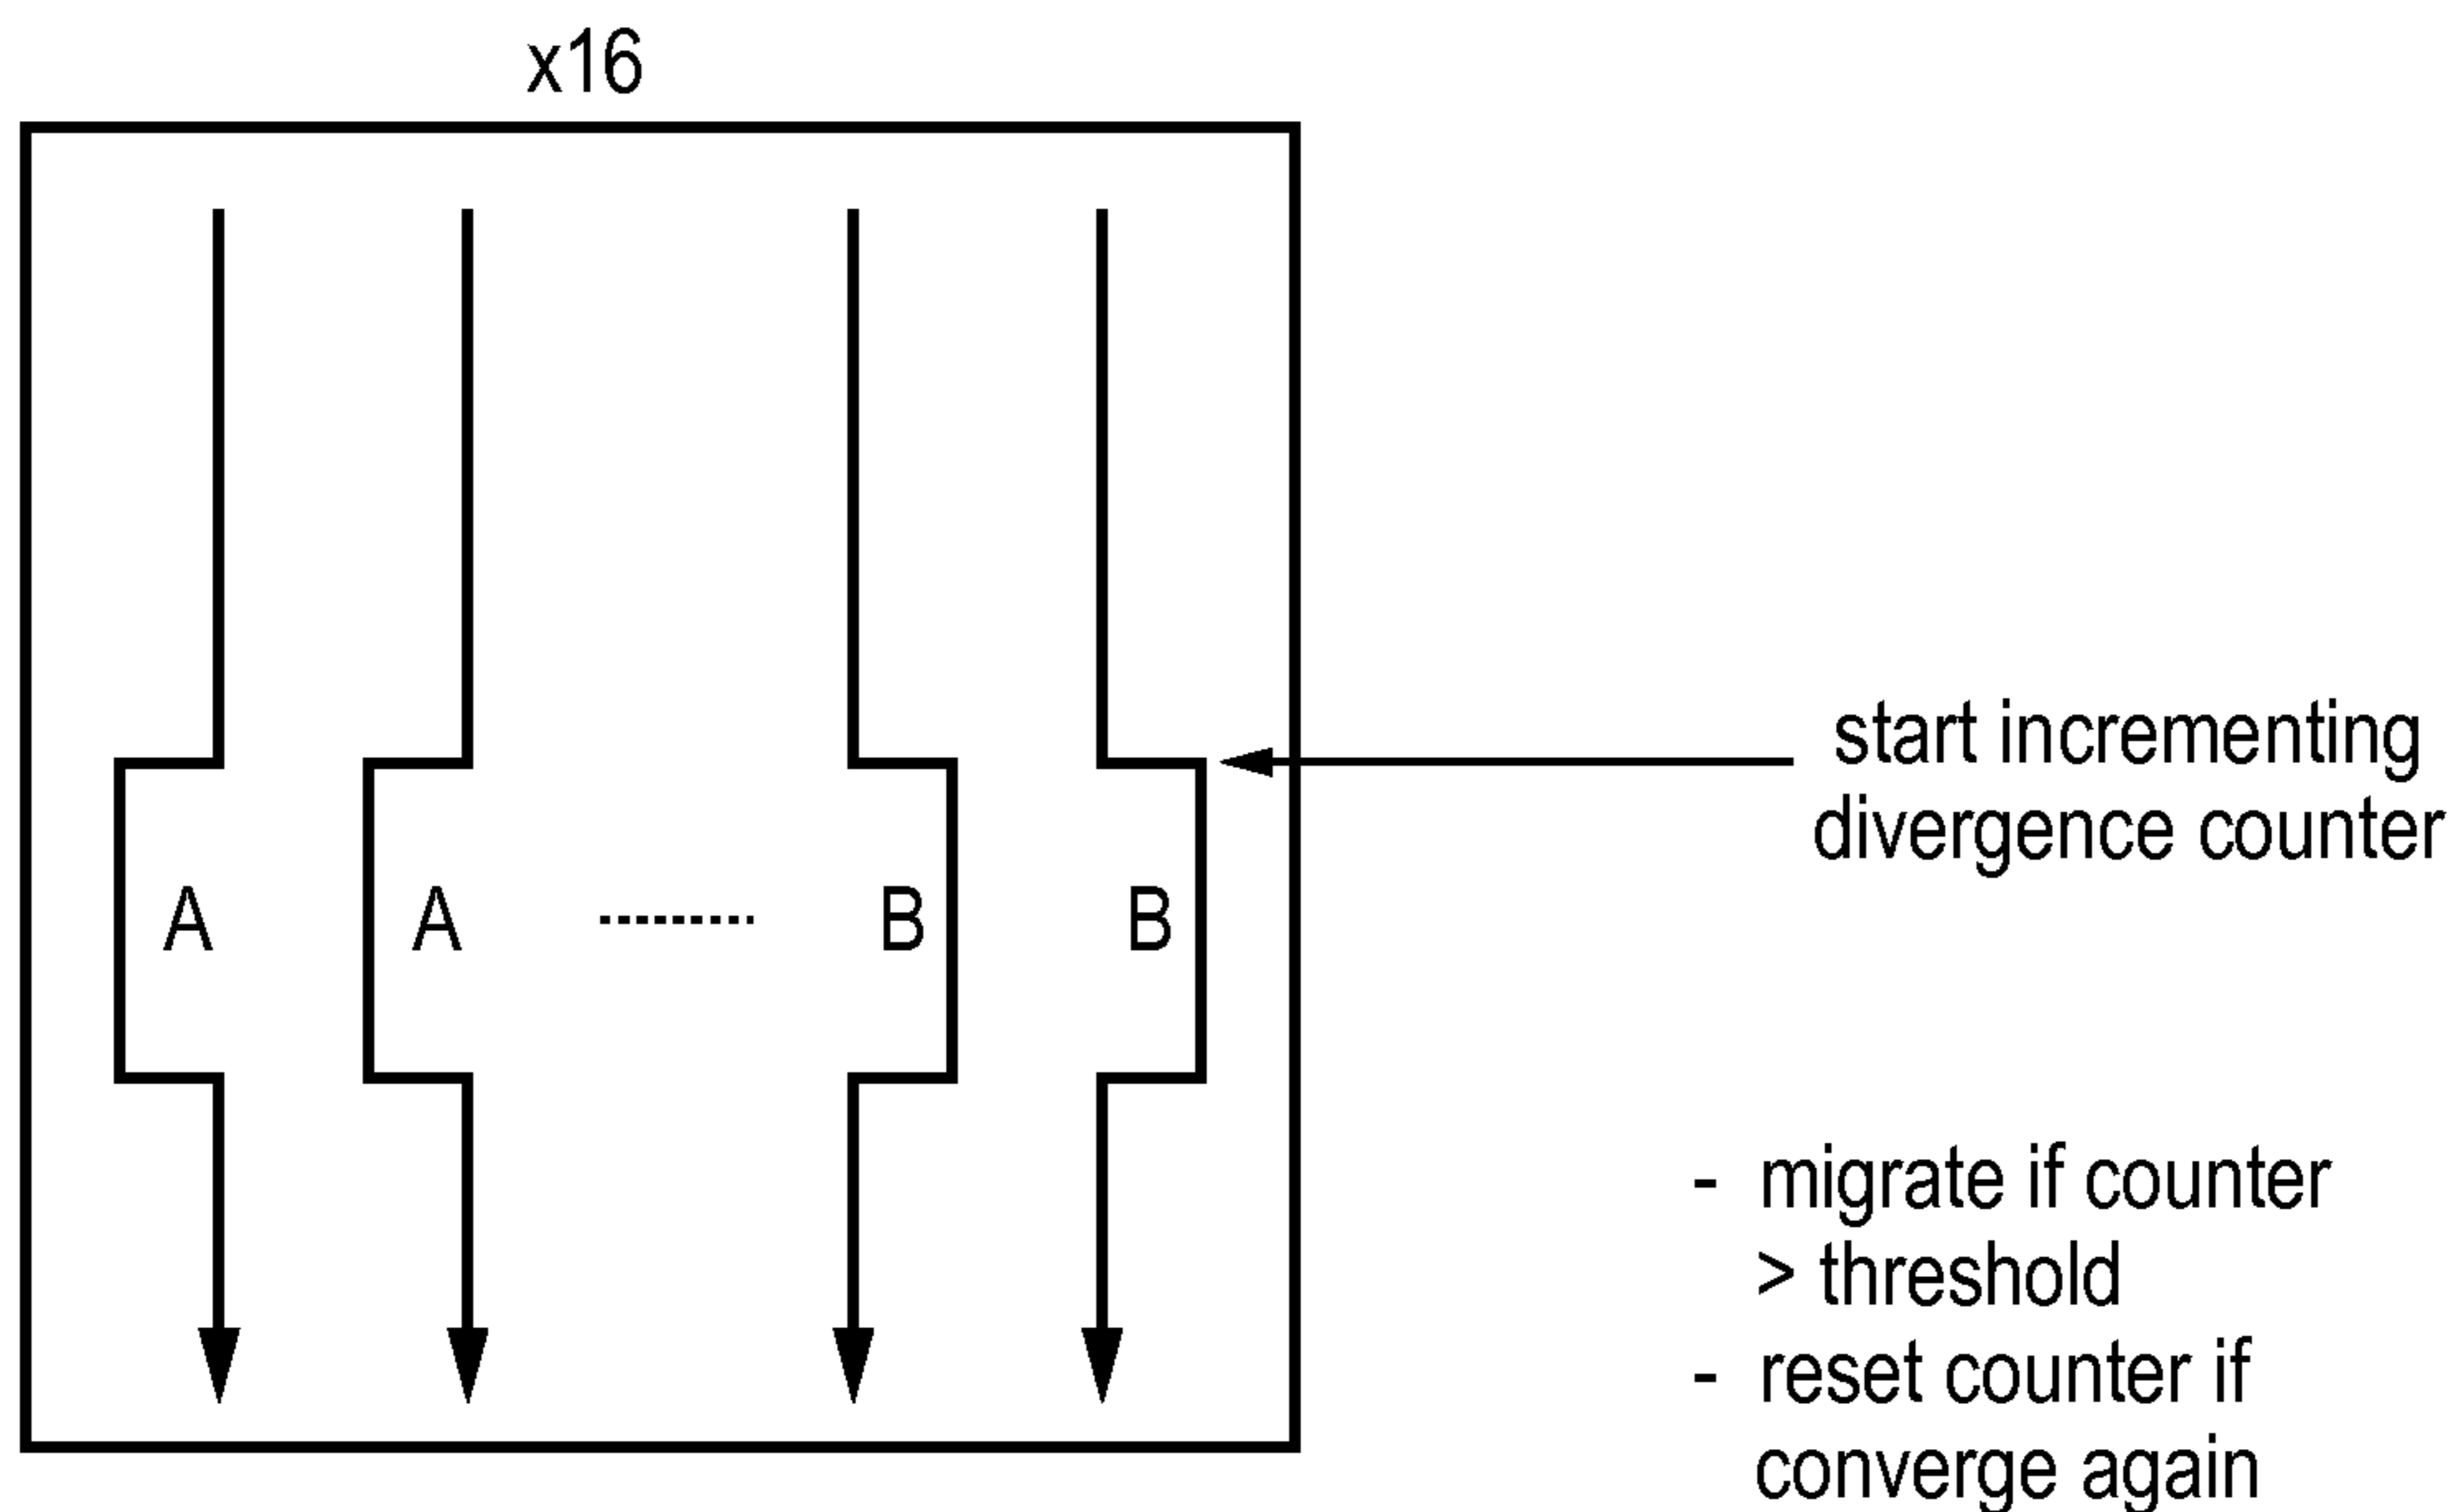 x16
start incrementing
divergence counter
A A B B
- migrate if counter
> threshold
- reset counter if
converge again